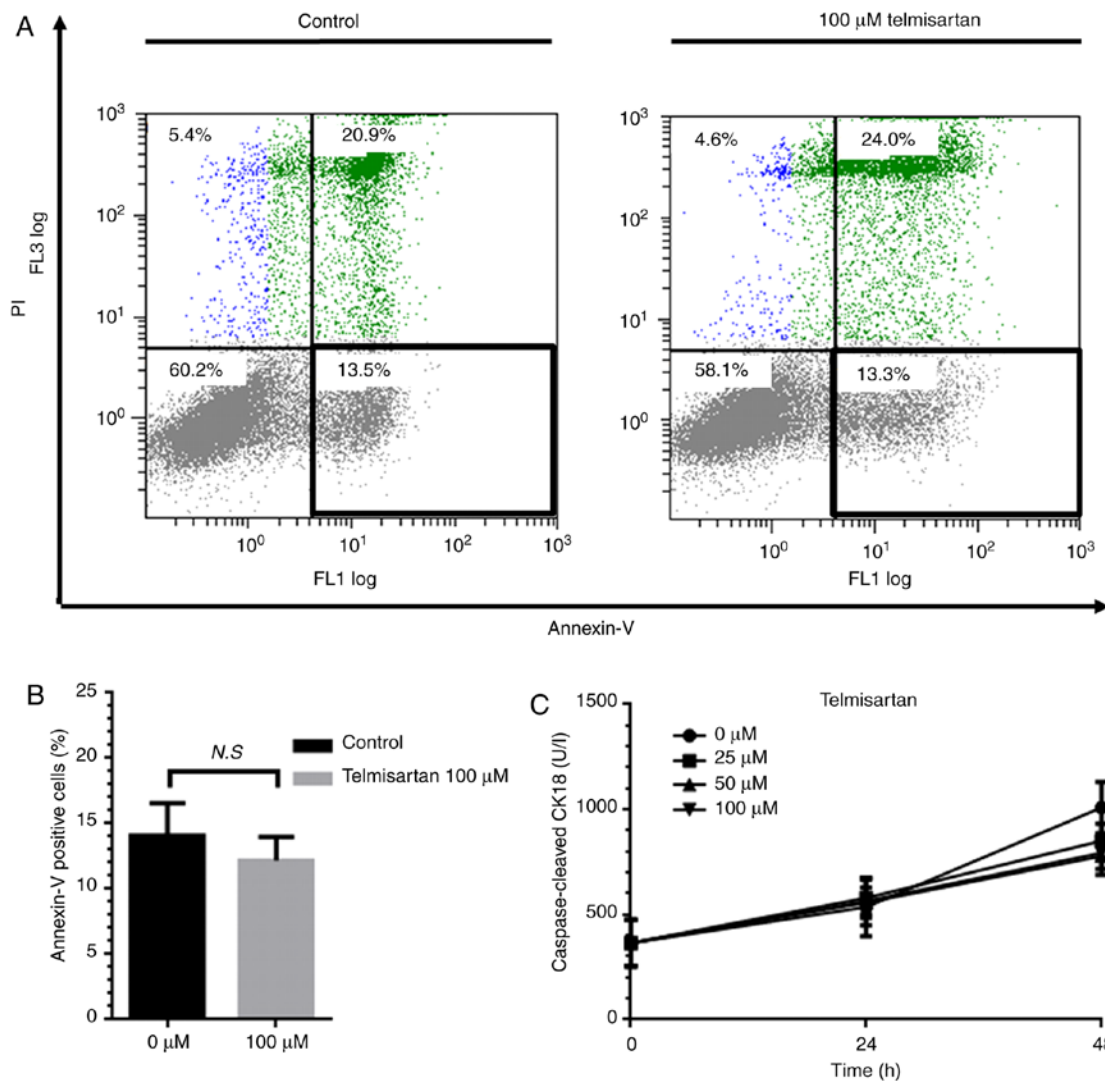 A
Control
100 μM telmisartan
10³
5.4%
20.9%
10²
10¹
60.2%
13.5%
10⁰
10⁰
10¹
10²
10³
FL1 log
FL3 log
PI
10³
4.6%
24.0%
10²
10¹
58.1%
13.3%
10⁰
10⁰
10¹
10²
10³
FL1 log
Annexin-V
B
25
20
15
10
5
0
Annexin-V positive cells (%)
N.S
Control
Telmisartan 100 μM
0 μM
100 μM
C
Telmisartan
1500
1000
500
0
Caspase-cleaved CK18 (U/l)
0 μM
25 μM
50 μM
100 μM
0
24
Time (h)